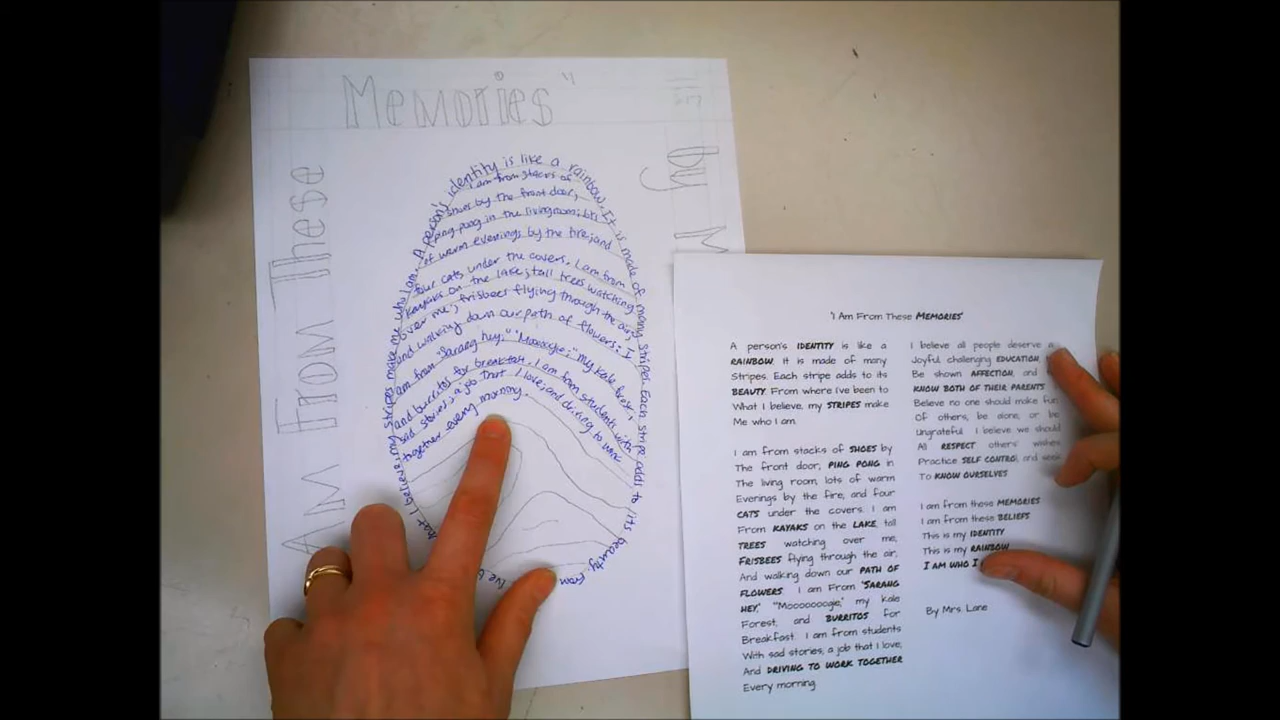 Memories"
Am From These
by M
A person's identity is like a rainbow. It is made of many stripes. Each stripe adds to its beauty. From
I've b
what I believe, my stripes make me who I am.
I am from stacks of
shoes by the front door,
ping pong in the livingroom; lots
of warm evenings by the fire; and
four cats under the covers. I am from
Kayaks on the lake; tall trees watching
over me; frisbees flying through the air;
and walking down our path of flowers; I
am from "Sarang hey," "Moooogie;" my kale forest,
and burritos for breakfast. I am from students with
sad stories; a job that I love; and driving to work
together every morning.
'I Am From These MEMORIES'
A person's IDENTITY is like a
RAINBOW. It is made of many
Stripes. Each stripe adds to its
BEAUTY. From where I've been to
What I believe, my STRIPES make
Me who I am.
I am from stacks of SHOES by
The front door, PING PONG in
The living room, lots of warm
Evenings by the fire, and four
CATS under the covers. I am
From KAYAKS on the LAKE, tall
TREES watching over me,
FRISBEES flying through the air,
And walking down our PATH OF
FLOWERS. I am From "SARANG
HEY," "Mooooooogie," my kale
Forest, and BURRITOS for
Breakfast. I am from students
With sad stories, a job that I love,
And DRIVING TO WORK TOGETHER
Every morning.
I believe all people deserve a
Joyful, challenging EDUCATION,
Be shown AFFECTION, and
KNOW BOTH OF THEIR PARENTS
Believe no one should make fun
Of others, be alone, or be
Ungrateful. I believe we should
All RESPECT others' wishes
Practice SELF CONTROL, and seek
To KNOW OURSELVES
I am from these MEMORIES
I am from these BELIEFS
This is my IDENTITY
This is my RAINBOW
I AM WHO I
By Mrs. Lane